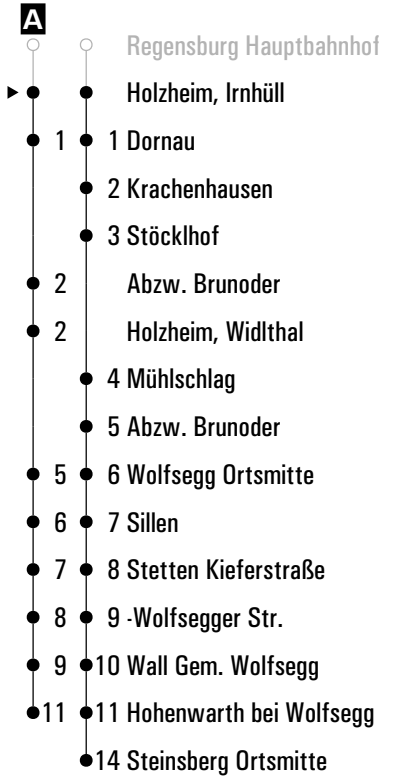 A
Regensburg Hauptbahnhof
Holzheim, Irnhüll
1 1 Dornau
2 Krachenhausen
3 Stöcklhof
2 Abzw. Brunoder
2 Holzheim, Widlthal
4 Mühlschlag
5 Abzw. Brunoder
5 6 Wolfsegg Ortsmitte
6 7 Sillen
7 8 Stetten Kieferstraße
8 9 -Wolfsegger Str.
9 10 Wall Gem. Wolfsegg
11 11 Hohenwarth bei Wolfsegg
14 Steinsberg Ortsmitte